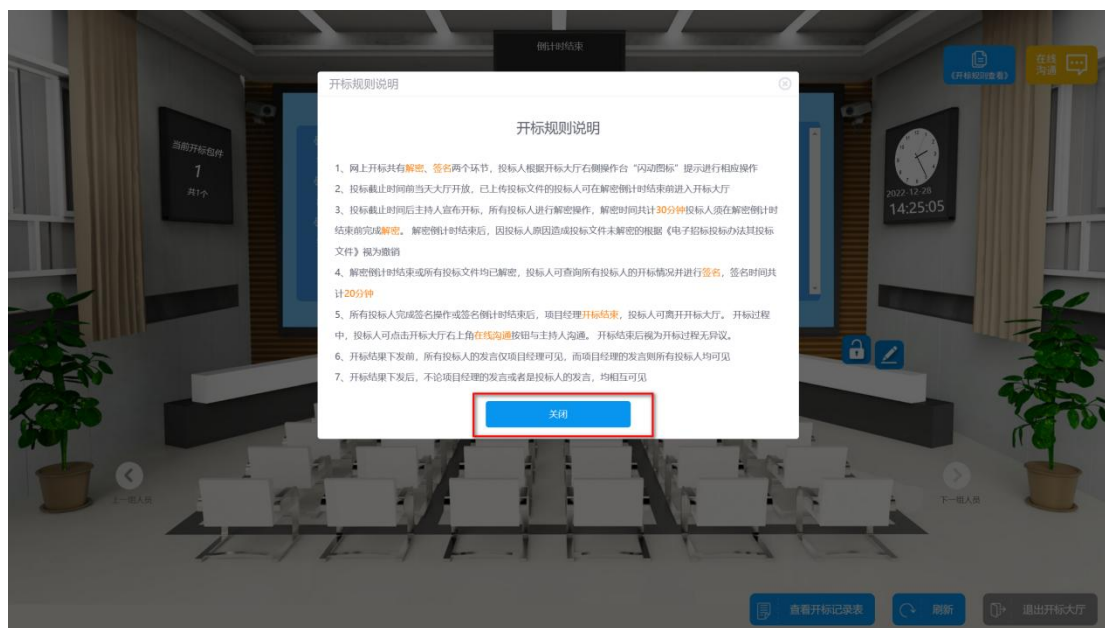 倒计时结束
《开标规则查看》
在线
沟通
当前开标包件
1
共1个
2022-12-28
14:25:05
开标规则说明
开标规则说明
1、网上开标共有解密、签名两个环节，投标人根据开标大厅右侧操作台“闪动图标”提示进行相应操作
2、投标截止时间前当天大厅开放，已上传投标文件的投标人可在解密倒计时结束前进入开标大厅
3、投标截止时间后主持人宣布开标，所有投标人进行解密操作，解密时间共计30分钟投标人须在解密倒计时
结束前完成解密。 解密倒计时结束后，因投标人原因造成投标文件未解密的根据《电子招标投标办法其投标
文件》视为撤销
4、解密倒计时结束或所有投标文件均已解密，投标人可查询所有投标人的开标情况并进行签名，签名时间共
计20分钟
5、所有投标人完成签名操作或签名倒计时结束后，项目经理开标结束，投标人可离开开标大厅。 开标过程
中，投标人可点击开标大厅右上角在线沟通按钮与主持人沟通。 开标结束后视为开标过程无异议。
6、开标结果下发前，所有投标人的发言仅项目经理可见，而项目经理的发言则所有投标人均可见
7、开标结果下发后，不论项目经理的发言或者是投标人的发言，均相互可见
关闭
上一组人员
下一组人员
查看开标记录表
刷新
退出开标大厅